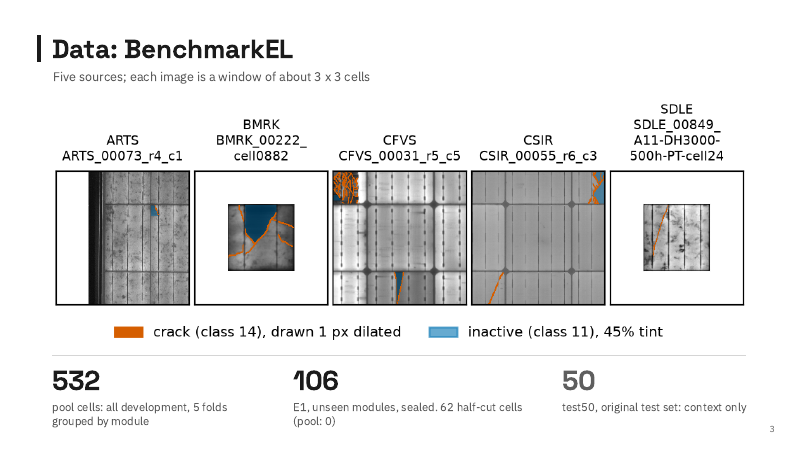 Data: BenchmarkEL
Five sources; each image is a window of about 3 x 3 cells
ARTS
ARTS_00073_r4_c1
BMRK
BMRK_00222_
cell0882
CFVS
CFVS_00031_r5_c5
CSIR
CSIR_00055_r6_c3
SDLE
SDLE_00849_
A11-DH3000-
500h-PT-cell24
crack (class 14), drawn 1 px dilated
inactive (class 11), 45% tint
532
pool cells: all development, 5 folds
grouped by module
106
E1, unseen modules, sealed. 62 half-cut cells
(pool: 0)
50
test50, original test set: context only
3